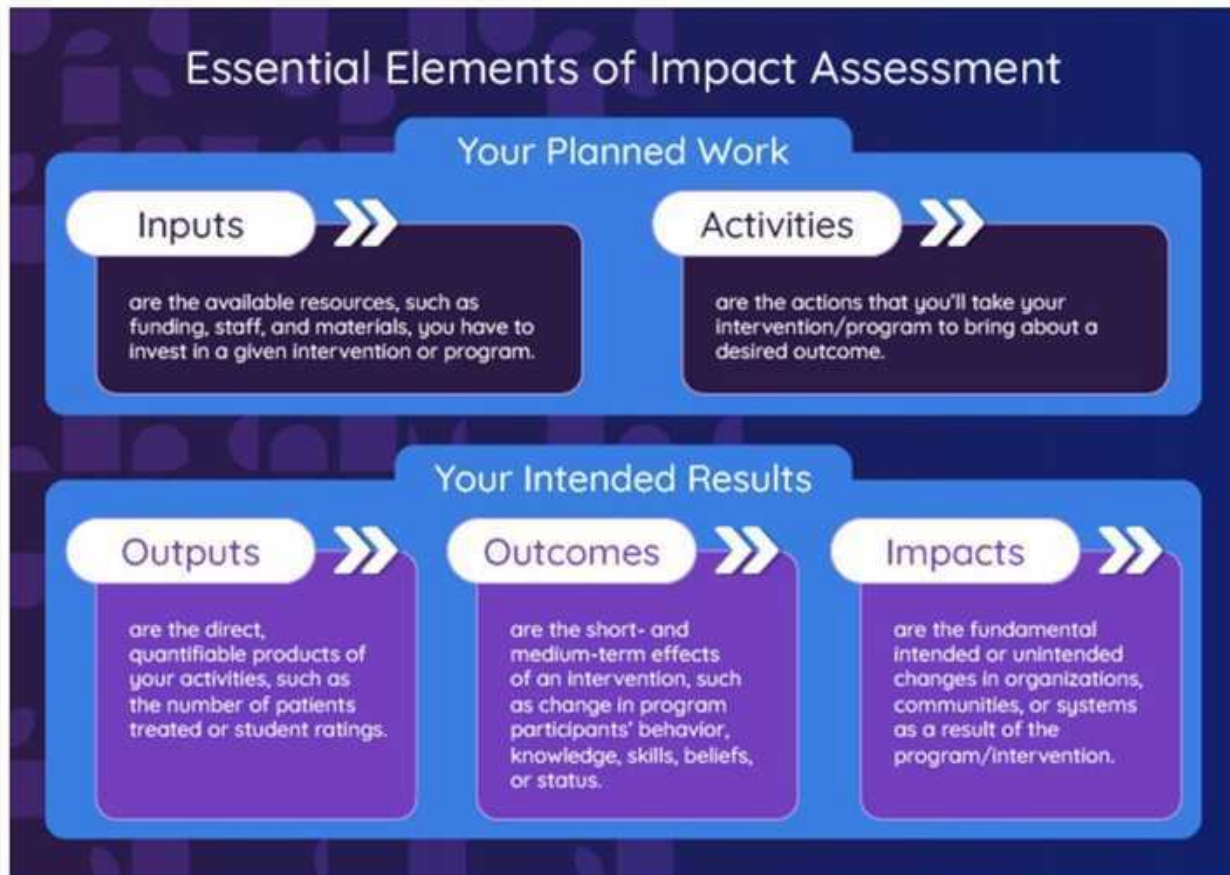 Essential Elements of Impact Assessment
Your Planned Work
Inputs
are the available resources, such as
funding, staff, and materials, you have to
invest in a given intervention or program.
Activities
are the actions that you'll take your
intervention/program to bring about a
desired outcome.
Your Intended Results
Outputs
are the direct,
quantifiable products of
your activities, such as
the number of patients
treated or student ratings.
Outcomes
are the short- and
medium-term effects
of an intervention, such
as change in program
participants' behavior,
knowledge, skills, beliefs,
or status.
Impacts
are the fundamental
intended or unintended
changes in organizations,
communities, or systems
as a result of the
program/intervention.